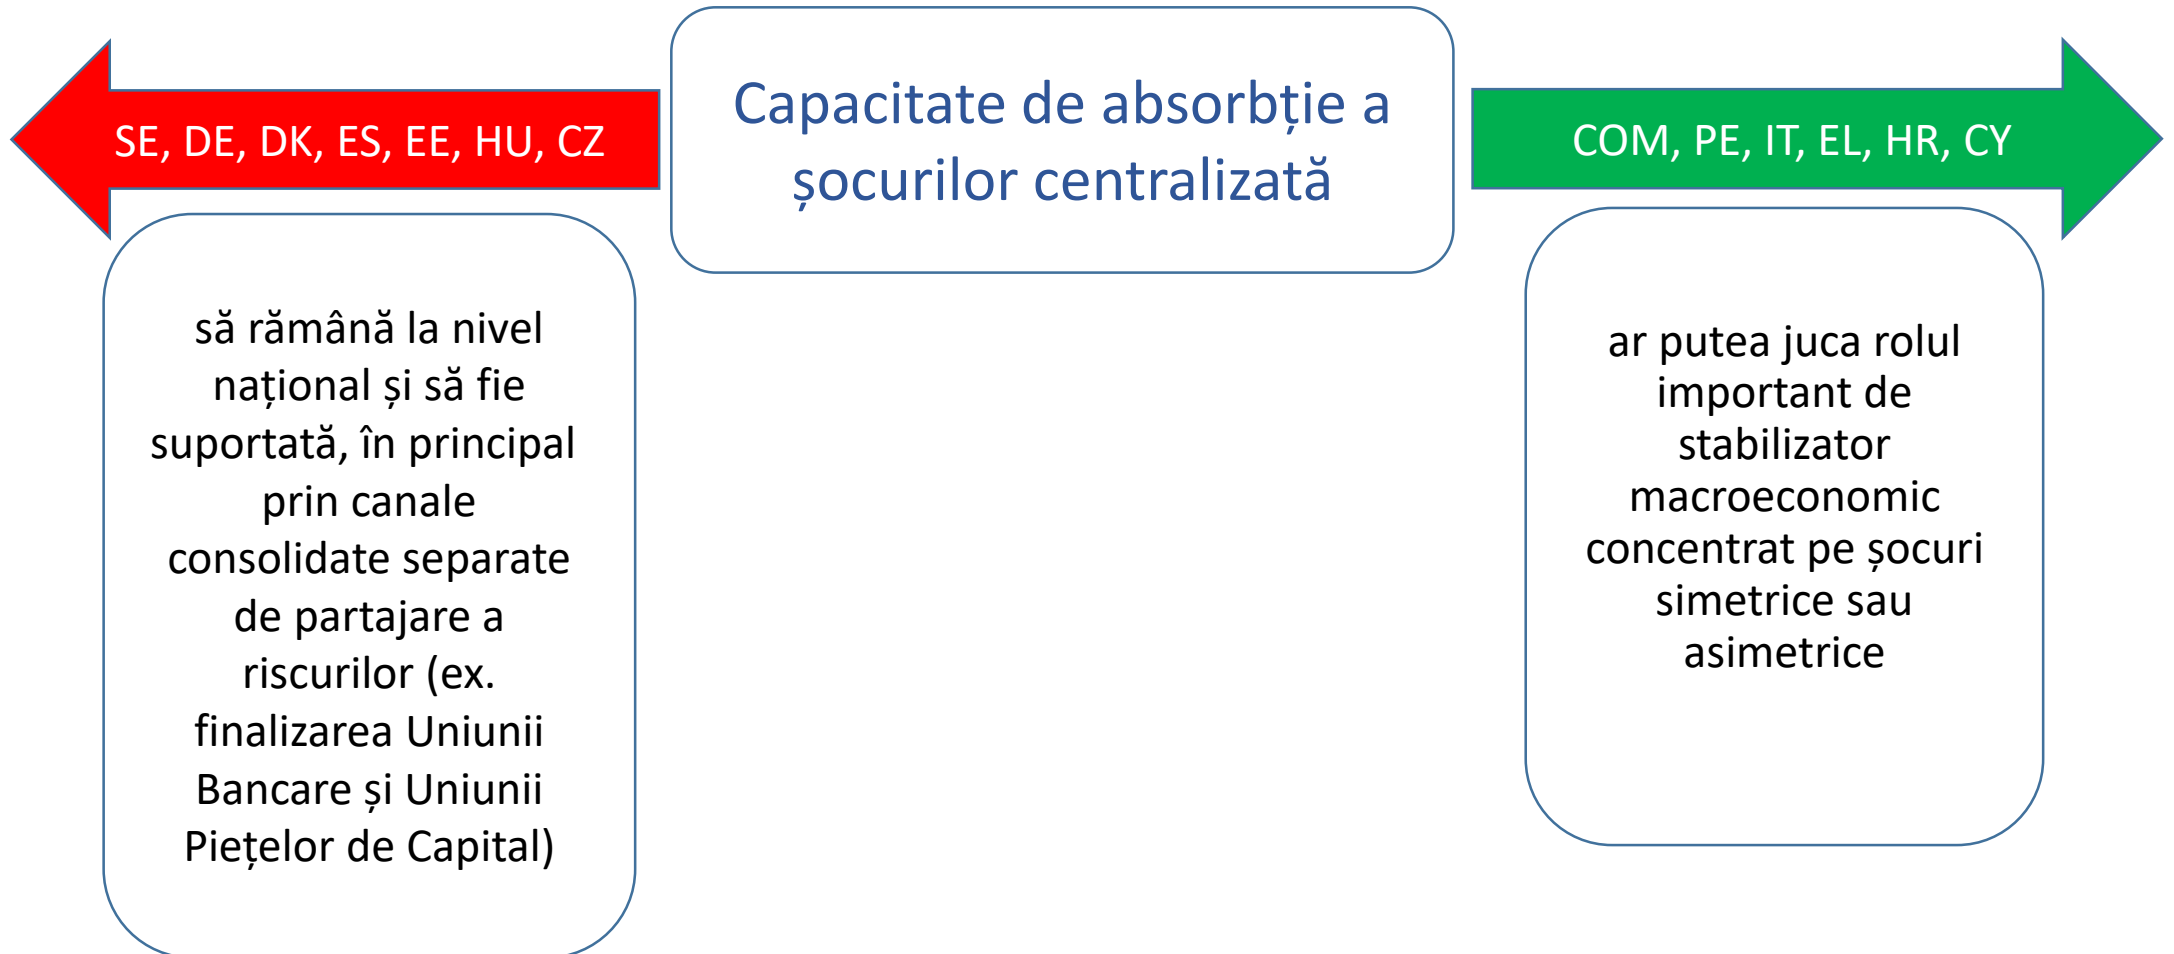 Capacitate de absorbție a
șocurilor centralizată
SE, DE, DK, ES, EE, HU, CZ
să rămână la nivel
național și să fie
suportată, în principal
prin canale
consolidate separate
de partajare a
riscurilor (ex.
finalizarea Uniunii
Bancare și Uniunii
Piețelor de Capital)
COM, PE, IT, EL, HR, CY
ar putea juca rolul
important de
stabilizator
macroeconomic
concentrat pe șocuri
simetrice sau
asimetrice